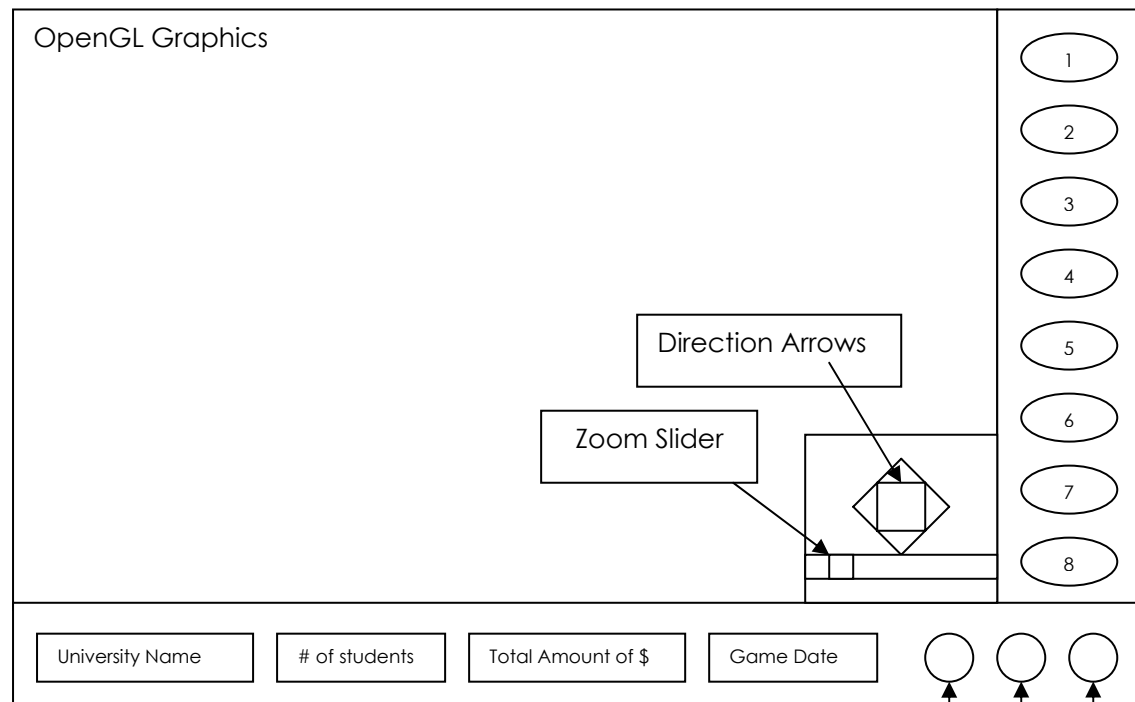 OpenGL Graphics
1
2
3
4
5
6
7
8
Direction Arrows
Zoom Slider
University Name
# of students
Total Amount of $
Game Date